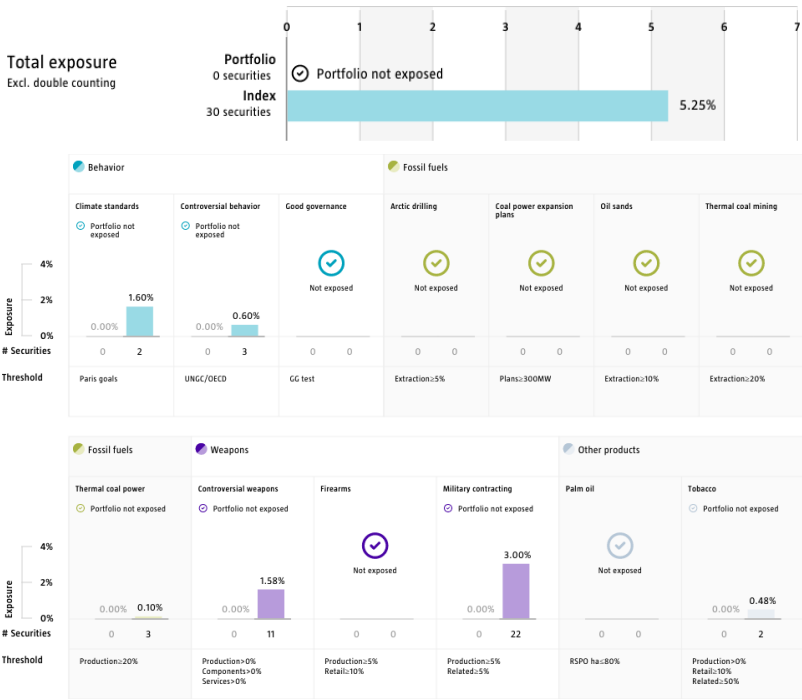 0 1 2 3 4 5 6 7
Total exposure
Excl. double counting
Portfolio
0 securities
Portfolio not exposed
Index
30 securities
5.25%
Behavior
Fossil fuels
Climate standards
Controversial behavior
Good governance
Arctic drilling
Coal power expansion
plans
Oil sands
Thermal coal mining
Portfolio not
exposed
Portfolio not
exposed
Not exposed
Not exposed
Not exposed
Not exposed
Not exposed
Exposure
4%
2%
0%
0.00% 1.60%
0.00% 0.60%
# Securities 0 2 0 3 0 0 0 0 0 0 0 0 0 0
Threshold Paris goals UNGC/OECD GG test Extraction≥5% Plans≥300MW Extraction≥10% Extraction≥20%
Fossil fuels
Weapons
Other products
Thermal coal power
Controversial weapons
Firearms
Military contracting
Palm oil
Tobacco
Portfolio not exposed
Portfolio not exposed
Not exposed
Portfolio not exposed
Not exposed
Portfolio not exposed
Exposure
4%
2%
0%
0.00% 0.10%
0.00% 1.58%
0.00% 3.00%
0.00% 0.48%
# Securities 0 3 0 11 0 0 0 22 0 0 0 2
Threshold
Production≥20%
Production>0%
Components>0%
Services>0%
Production≥5%
Retail≥10%
Production≥5%
Related≥5%
RSPO ha≤80%
Production>0%
Retail≥10%
Related≥50%